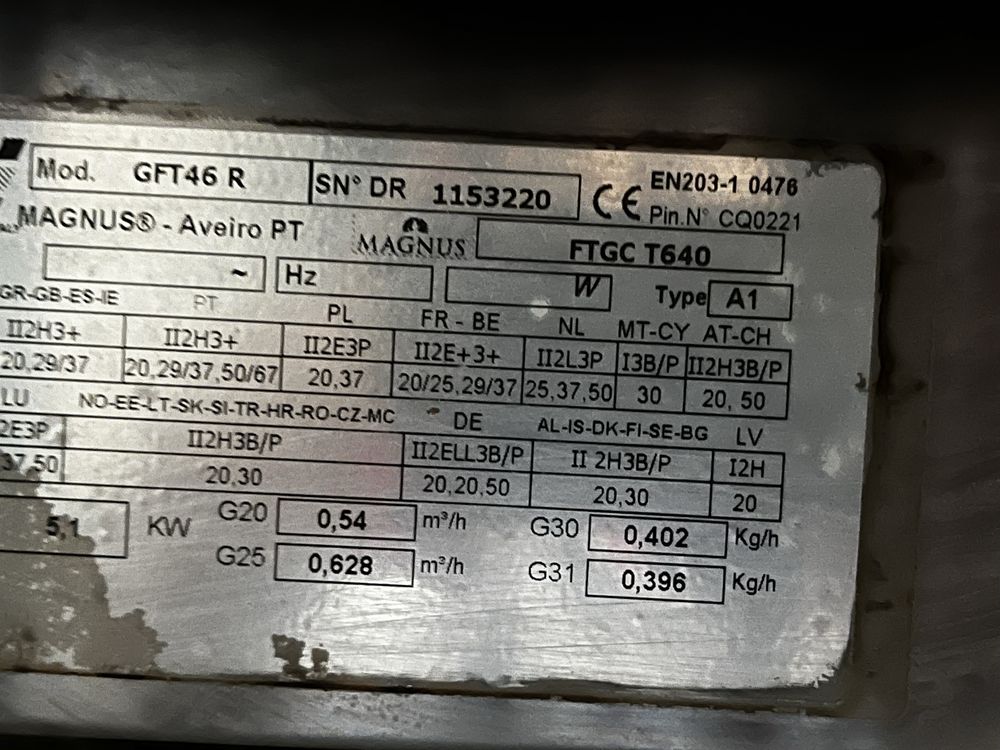 Mod. GFT46 R SN° DR 1153220 CE EN203-1 0476
Pin.N° CQ0221
MAGNUS® - Aveiro PT MAGNUS FTGC T640
~ Hz W Type A1
GR-GB-ES-IE PT PL FR - BE NL MT-CY AT-CH
II2H3+ II2H3+ II2E3P II2E+3+ II2L3P I3B/P II2H3B/P
20,29/37 20,29/37,50/67 20,37 20/25,29/37 25,37,50 30 20, 50
LU NO-EE-LT-SK-SI-TR-HR-RO-CZ-MC DE AL-IS-DK-FI-SE-BG LV
2E3P II2H3B/P II2ELL3B/P II 2H3B/P I2H
37,50 20,30 20,20,50 20,30 20
5,1 KW G20 0,54 m³/h G30 0,402 Kg/h
G25 0,628 m³/h G31 0,396 Kg/h